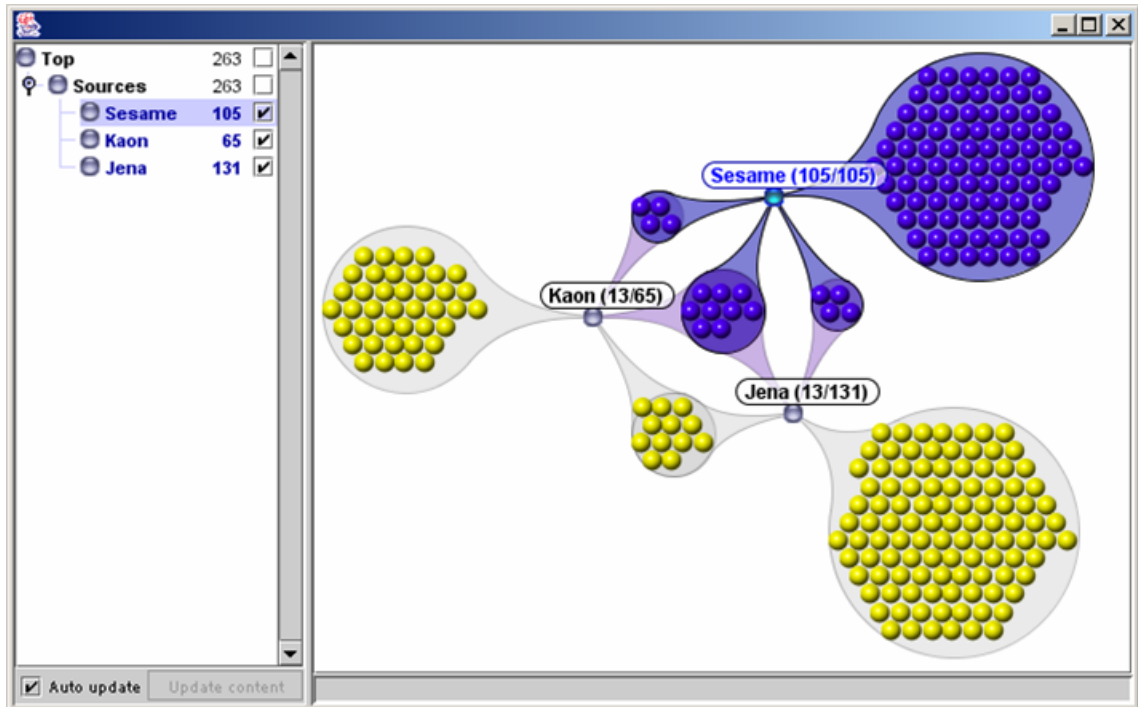 Top 263
Sources 263
Sesame 105
Kaon 65
Jena 131
Sesame (105/105)
Kaon (13/65)
Jena (13/131)
Auto update Update content